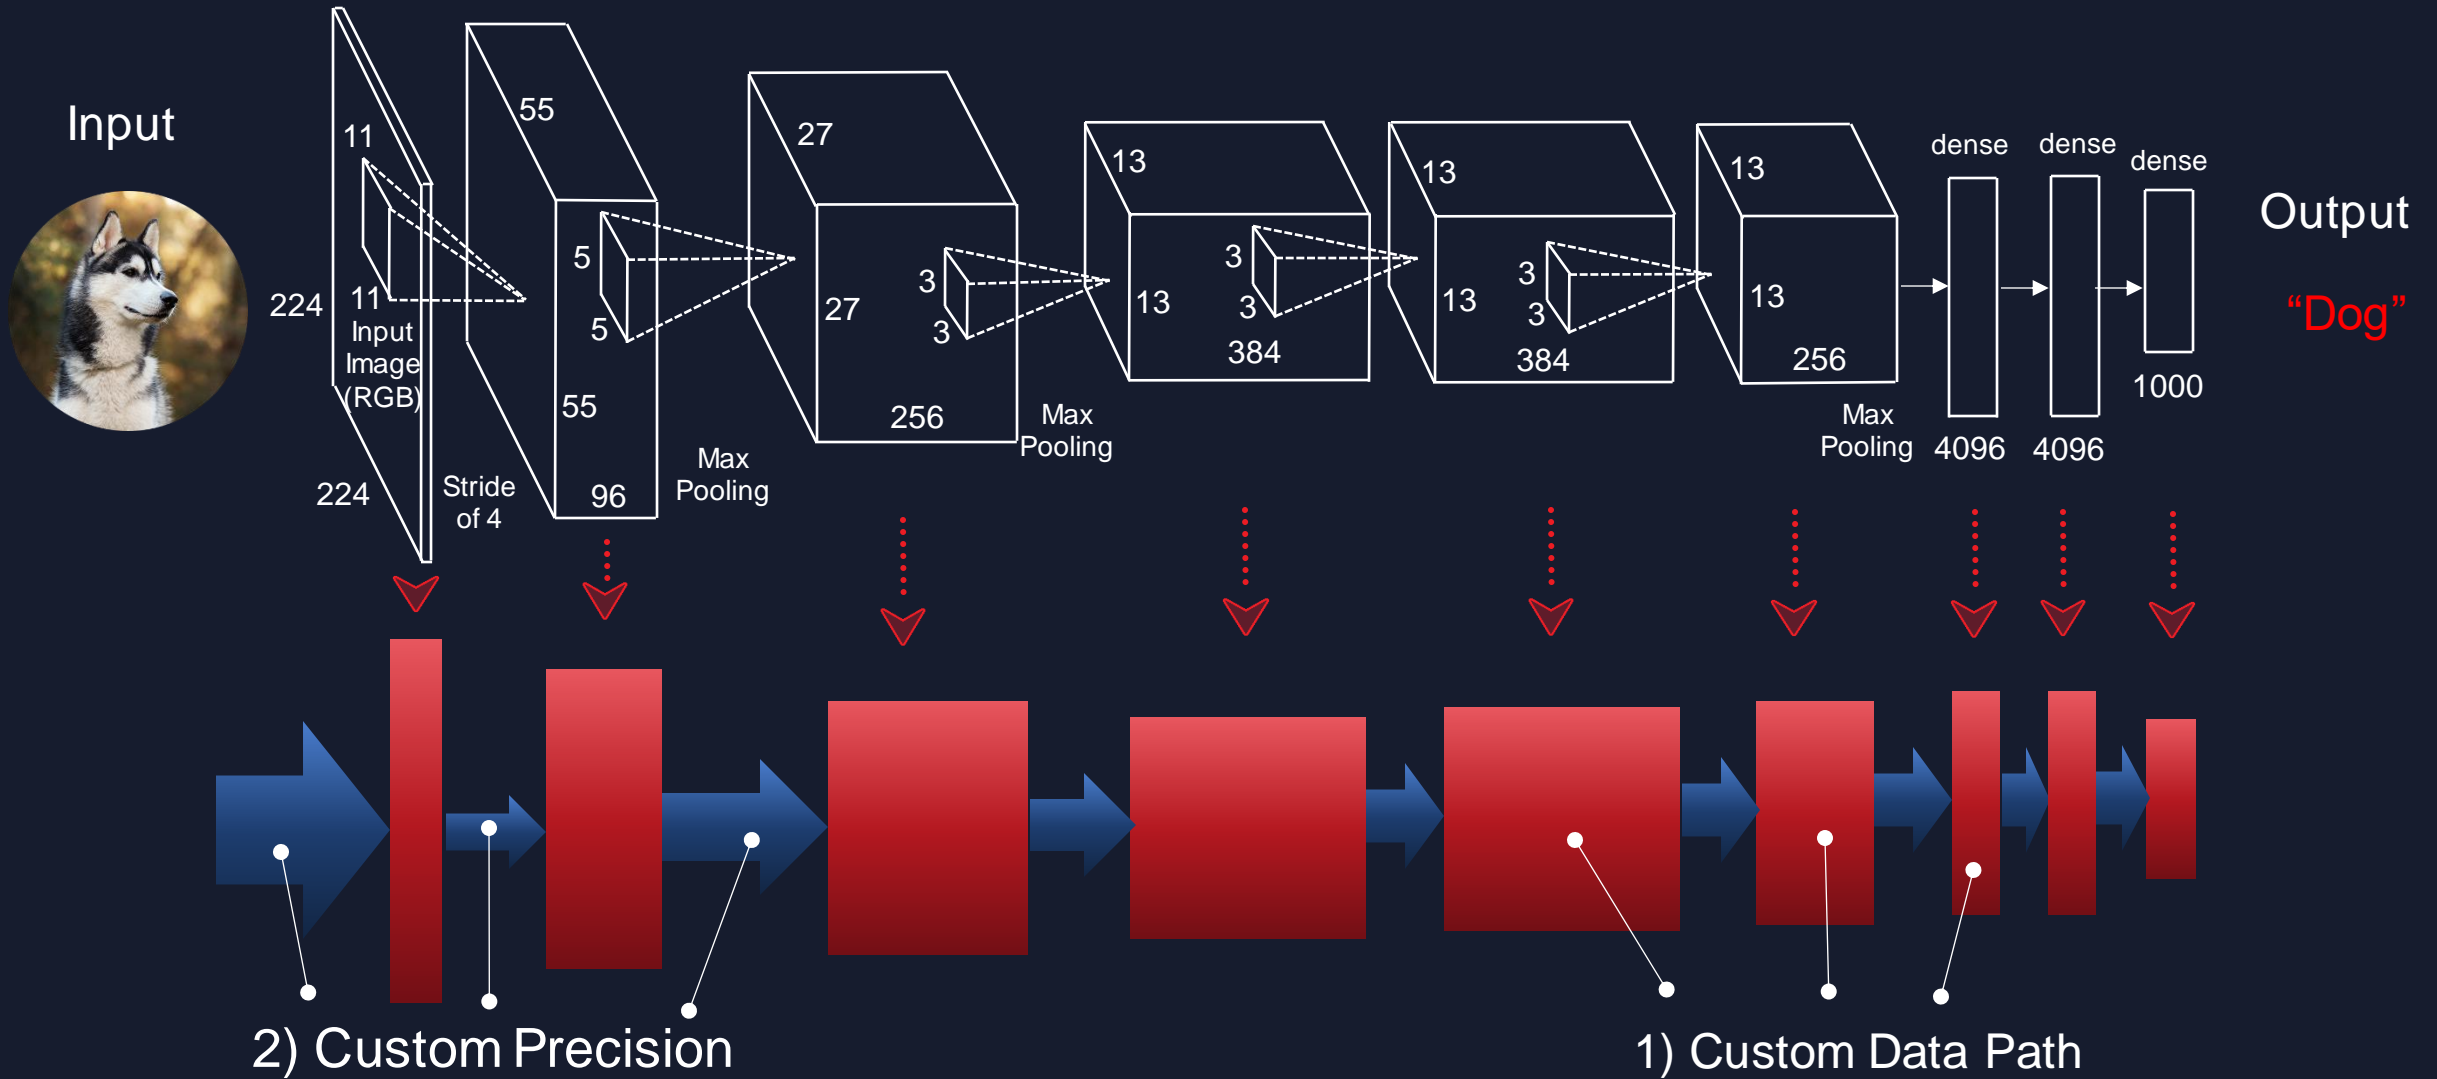 Input
11
11
Input
Image
(RGB)
224
224
Stride
of 4
55
5
5
55
96
Max
Pooling
27
27
3
3
256
Max
Pooling
13
13
3
3
384
13
13
3
3
384
13
13
256
Max
Pooling
dense
4096
dense
4096
dense
1000
Output
“Dog”
2) Custom Precision
1) Custom Data Path